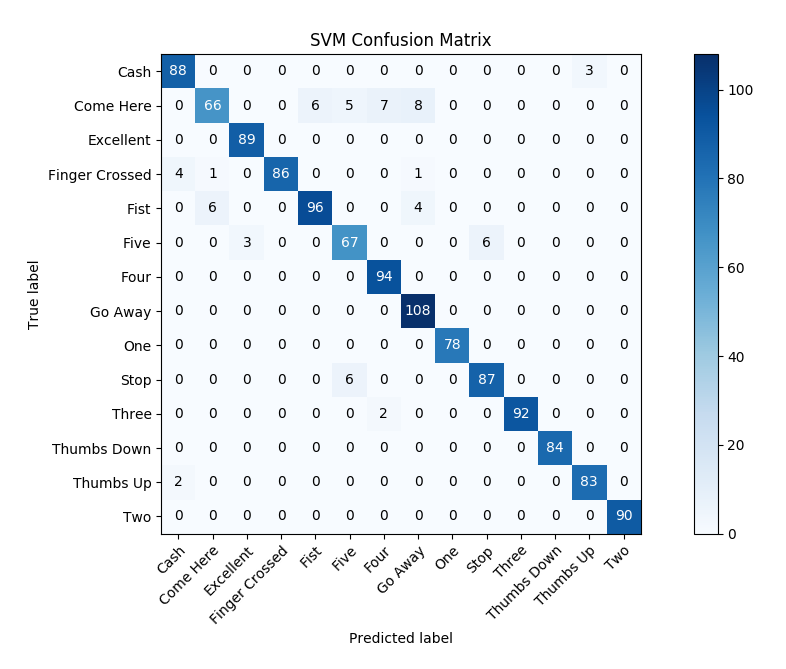 SVM Confusion Matrix
Cash 88 0 0 0 0 0 0 0 0 0 0 0 3 0
Come Here 0 66 0 0 6 5 7 8 0 0 0 0 0 0
Excellent 0 0 89 0 0 0 0 0 0 0 0 0 0 0
Finger Crossed 4 1 0 86 0 0 0 1 0 0 0 0 0 0
Fist 0 6 0 0 96 0 0 4 0 0 0 0 0 0
Five 0 0 3 0 0 67 0 0 0 6 0 0 0 0
Four 0 0 0 0 0 0 94 0 0 0 0 0 0 0
Go Away 0 0 0 0 0 0 0 108 0 0 0 0 0 0
One 0 0 0 0 0 0 0 0 78 0 0 0 0 0
Stop 0 0 0 0 0 6 0 0 0 87 0 0 0 0
Three 0 0 0 0 0 0 2 0 0 0 92 0 0 0
Thumbs Down 0 0 0 0 0 0 0 0 0 0 0 84 0 0
Thumbs Up 2 0 0 0 0 0 0 0 0 0 0 0 83 0
Two 0 0 0 0 0 0 0 0 0 0 0 0 0 90
True label
Cash
Come Here
Excellent
Finger Crossed
Fist
Five
Four
Go Away
One
Stop
Three
Thumbs Down
Thumbs Up
Two
Predicted label
100
80
60
40
20
0